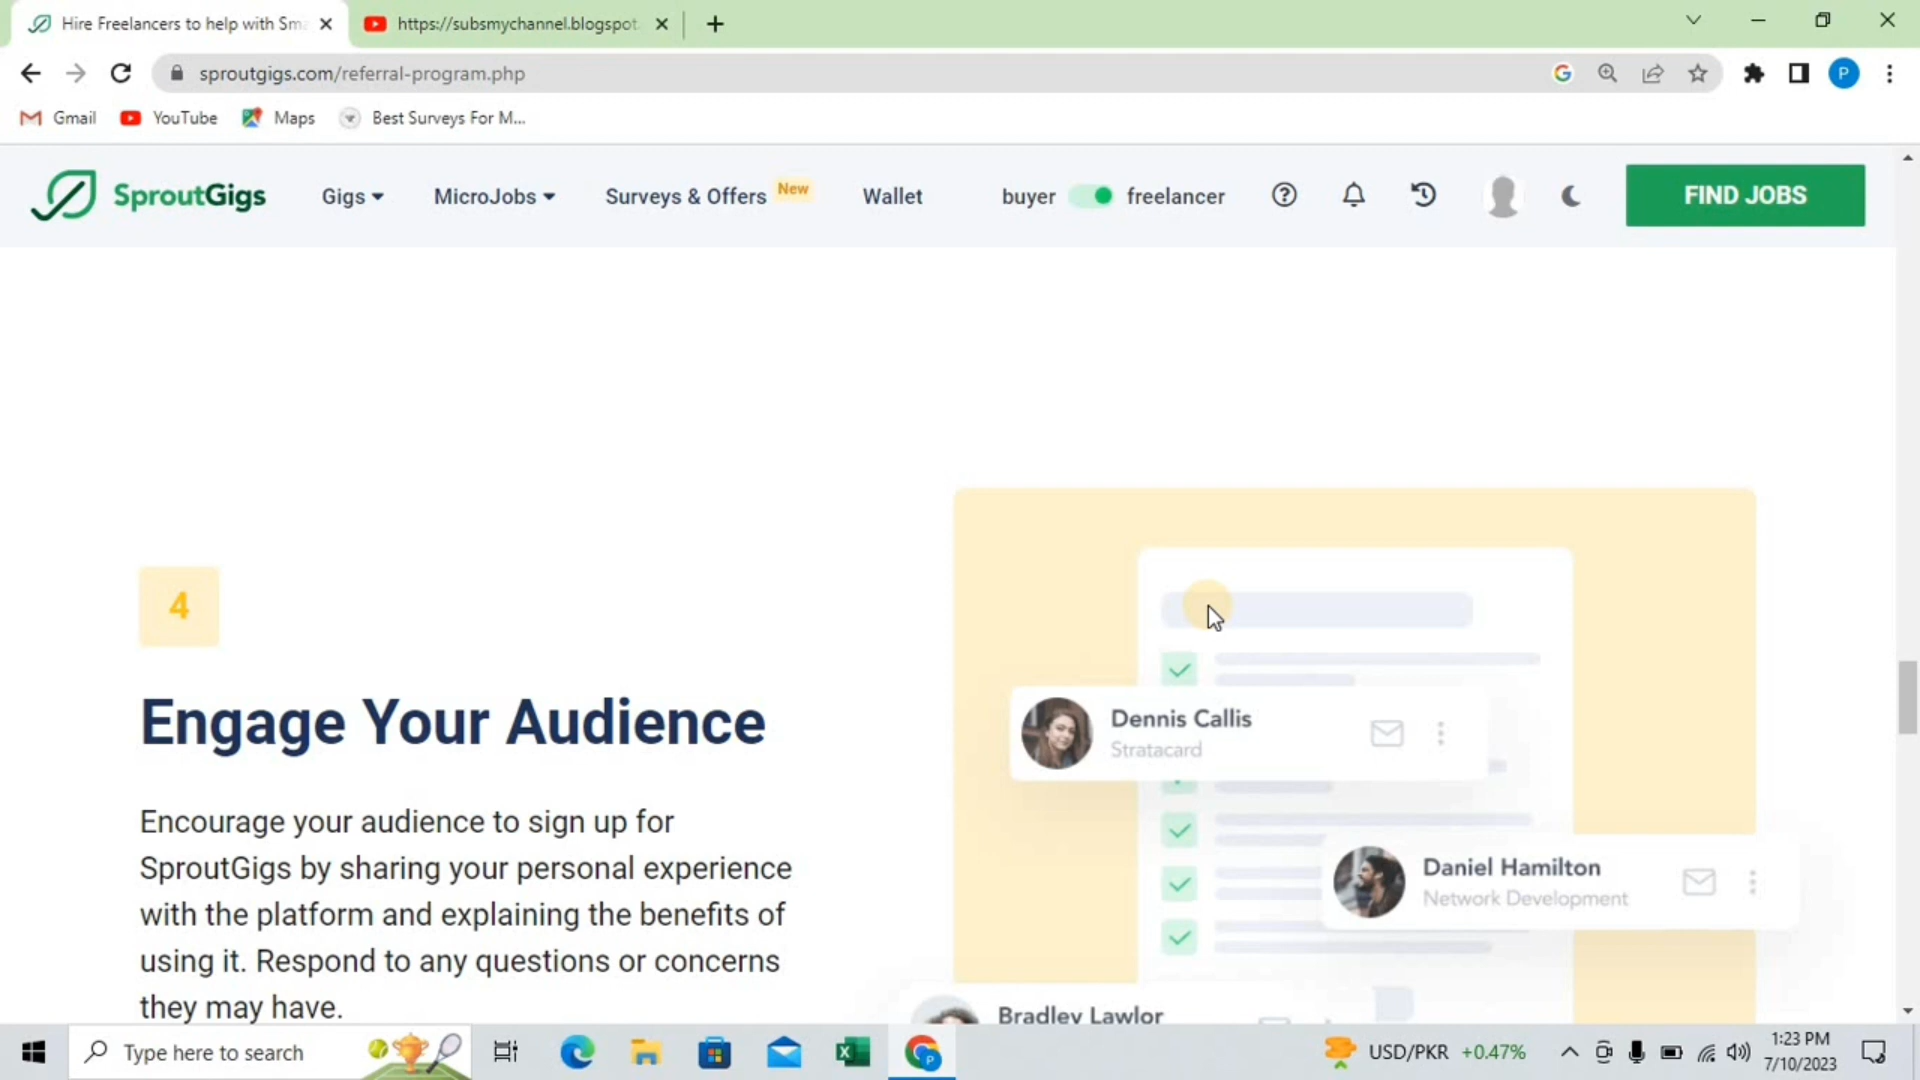 Hire Freelancers to help with Sma
https://subsmychannel.blogspot.
sproutgigs.com/referral-program.php
Gmail
YouTube
Maps
Best Surveys For M...
SproutGigs
Gigs
MicroJobs
Surveys & Offers New
Wallet
buyer
freelancer
FIND JOBS
4
Engage Your Audience
Encourage your audience to sign up for
SproutGigs by sharing your personal experience
with the platform and explaining the benefits of
using it. Respond to any questions or concerns
they may have.
Dennis Callis
Stratacard
Daniel Hamilton
Network Development
Bradley Lawlor
Type here to search
USD/PKR +0.47%
1:23 PM
7/10/2023
P
P